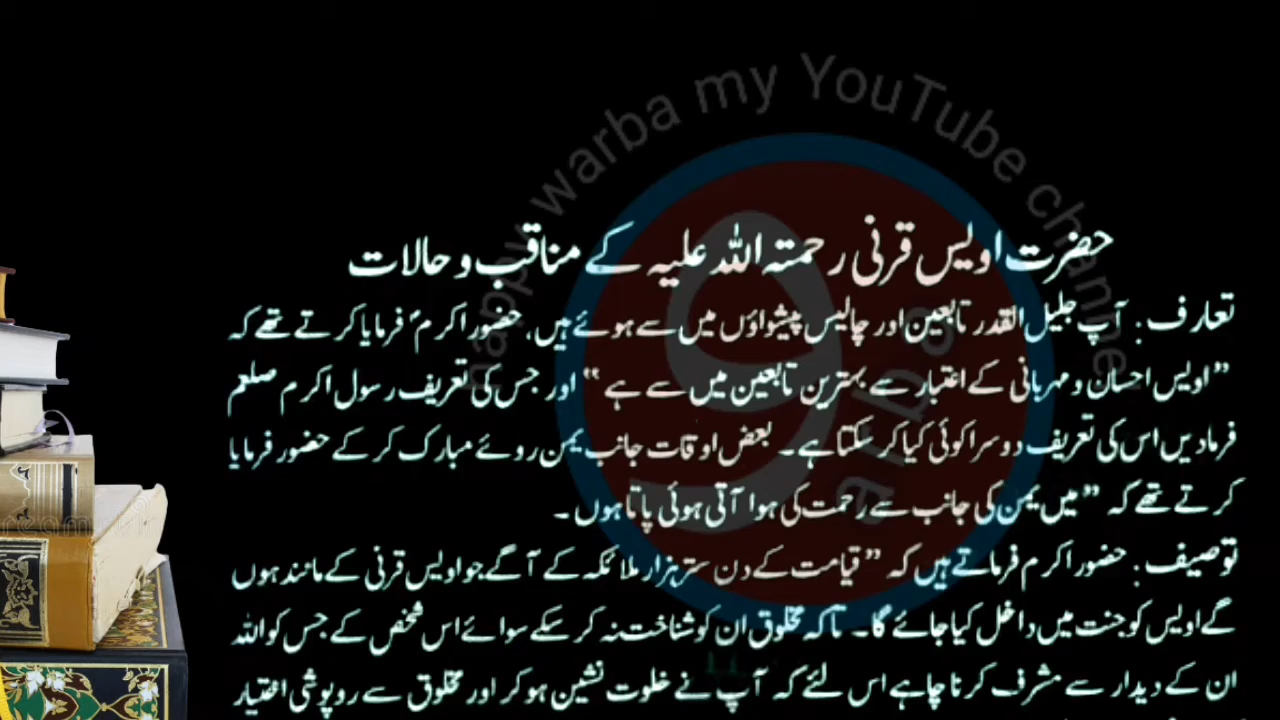 happy warba my YouTube channel
حضرت اویس قرنی رحمتہ اللہ علیہ کے مناقب و حالات
تعارف: آپ جلیل القدر تابعین اور چالیس پیشواؤں میں سے ہوئے ہیں، حضور اکرمؐ فرمایا کرتے تھے کہ
”اویس احسان و مہربانی کے اعتبار سے بہترین تابعین میں سے ہے“ اور جس کی تعریف رسول اکرم صلعم
فرما دیں اس کی تعریف دوسرا کوئی کیا کر سکتا ہے۔ بعض اوقات جانب یمن روئے مبارک کر کے حضور فرمایا
کرتے تھے کہ ”میں یمن کی جانب سے رحمت کی ہوا آتی ہوئی پاتا ہوں۔
توصیف: حضور اکرم فرماتے ہیں کہ ”قیامت کے دن ستر ہزار ملائکہ کے آگے جو اویس قرنی کے مانند ہوں
گے اویس کو جنت میں داخل کیا جائے گا۔ تاکہ مخلوق ان کو شناخت نہ کر سکے سوائے اس شخص کے جس کو اللہ
ان کے دیدار سے مشرف کرنا چاہے اس لئے کہ آپ نے خلوت نشین ہو کر اور مخلوق سے روپوشی اختیار